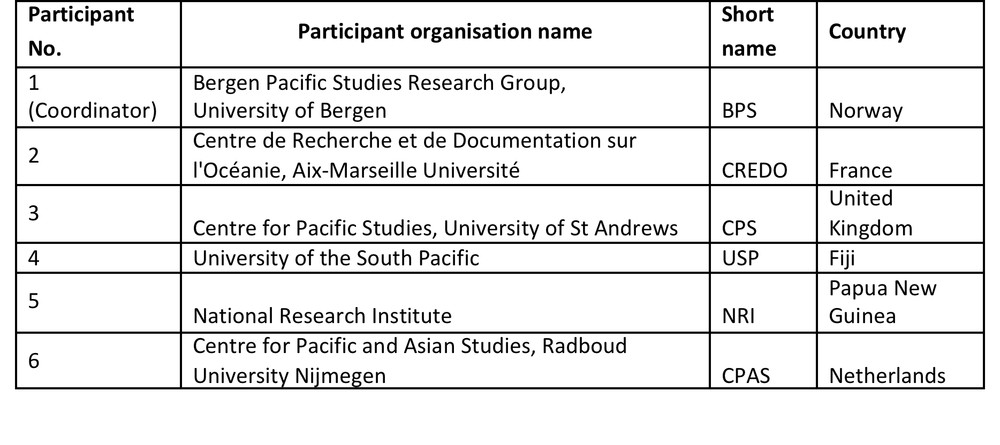 Participant No.
Participant organisation name
Short name
Country
1 (Coordinator)
Bergen Pacific Studies Research Group,
University of Bergen
BPS
Norway
2
Centre de Recherche et de Documentation sur
l'Océanie, Aix-Marseille Université
CREDO
France
3
Centre for Pacific Studies, University of St Andrews
CPS
United
Kingdom
4
University of the South Pacific
USP
Fiji
5
National Research Institute
NRI
Papua New
Guinea
6
Centre for Pacific and Asian Studies, Radboud
University Nijmegen
CPAS
Netherlands